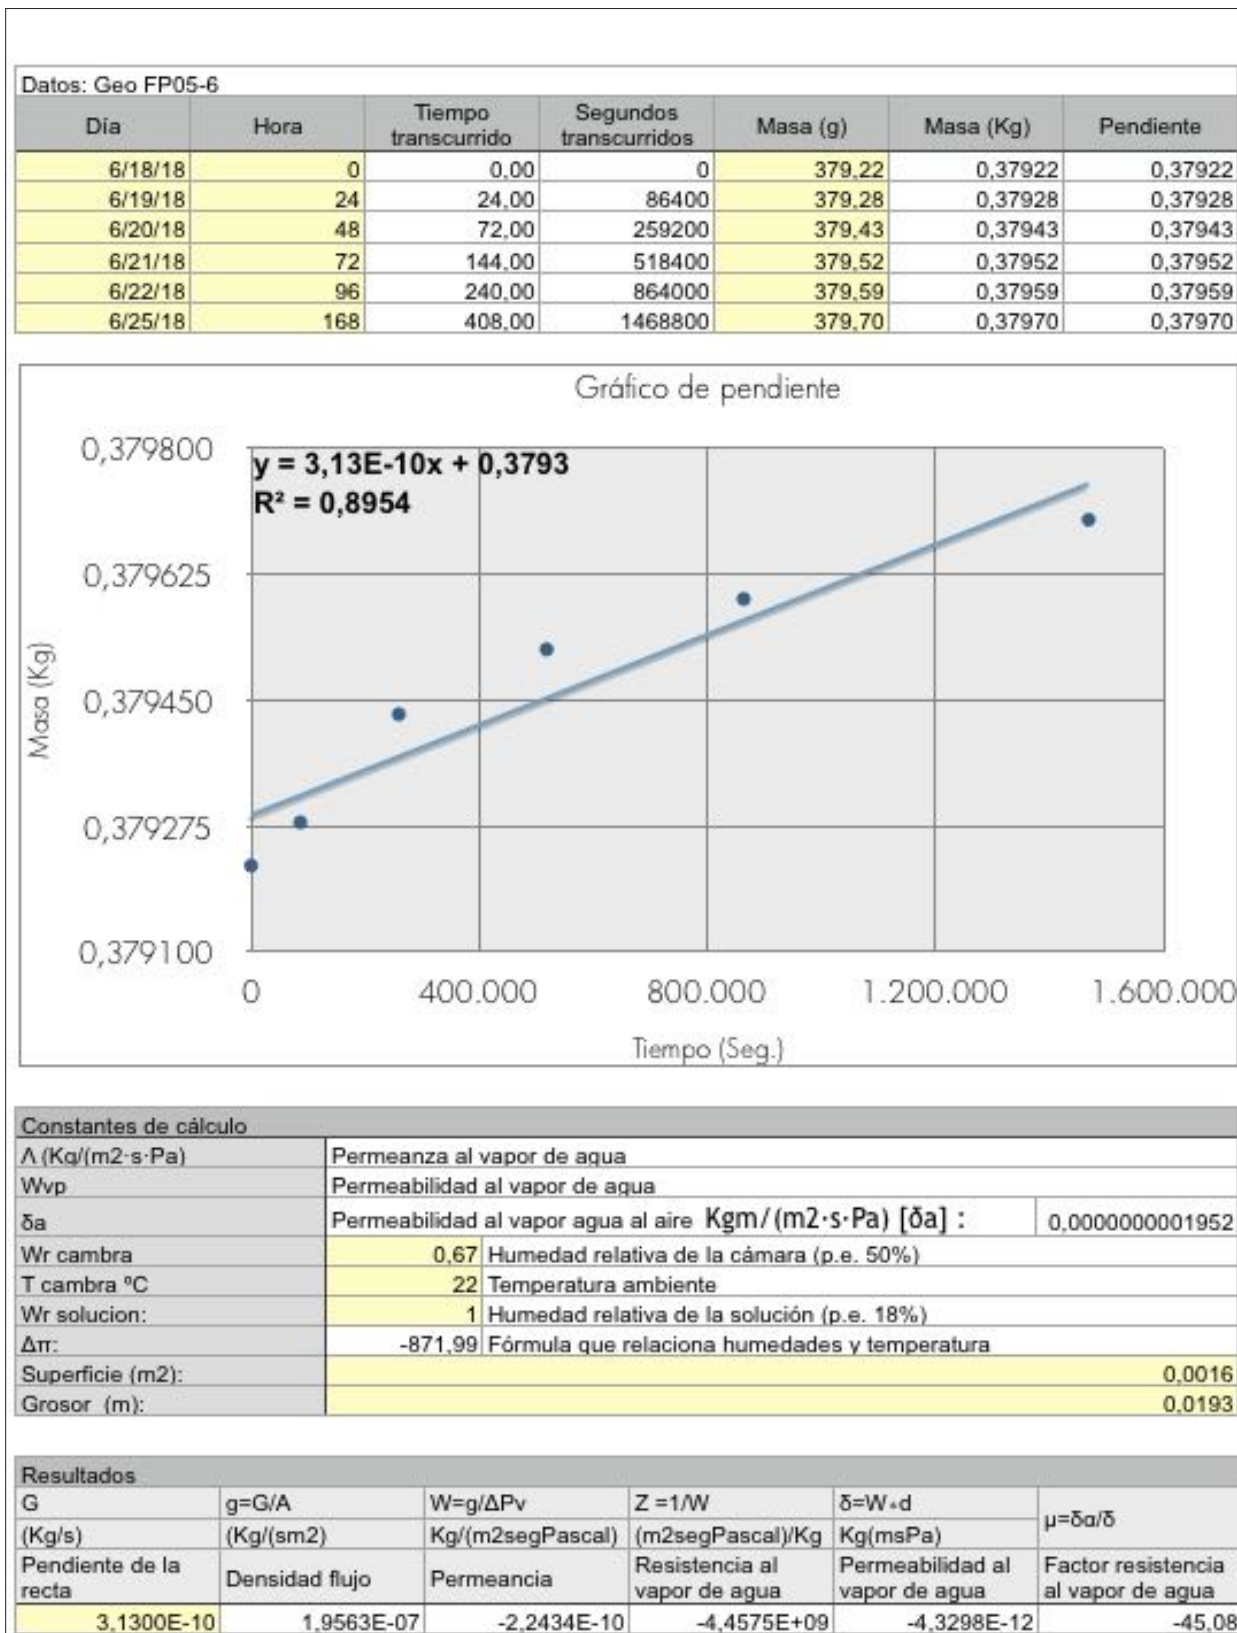 Datos: Geo FP05-6
Día Hora Tiempo transcurrido Segundos transcurridos Masa (g) Masa (Kg) Pendiente
6/18/18 0 0,00 0 379,22 0,37922 0,37922
6/19/18 24 24,00 86400 379,28 0,37928 0,37928
6/20/18 48 72,00 259200 379,43 0,37943 0,37943
6/21/18 72 144,00 518400 379,52 0,37952 0,37952
6/22/18 96 240,00 864000 379,59 0,37959 0,37959
6/25/18 168 408,00 1468800 379,70 0,37970 0,37970
Gráfico de pendiente
y = 3,13E-10x + 0,3793
R² = 0,8954
0,379800
0,379625
0,379450
0,379275
0,379100
Masa (Kg)
0 400.000 800.000 1.200.000 1.600.000
Tiempo (Seg.)
Constantes de cálculo
Λ (Kg/(m2·s·Pa) Permeanza al vapor de agua
Wvp Permeabilidad al vapor de agua
δa Permeabilidad al vapor agua al aire Kgm/(m2·s·Pa) [δa] : 0,0000000001952
Wr cambra 0,67 Humedad relativa de la cámara (p.e. 50%)
T cambra ºC 22 Temperatura ambiente
Wr solucion: 1 Humedad relativa de la solución (p.e. 18%)
Δπ: -871,99 Fórmula que relaciona humedades y temperatura
Superficie (m2): 0,0016
Grosor (m): 0,0193
Resultados
G g=G/A W=g/ΔPv Z =1/W δ=W*d μ=δα/δ
(Kg/s) (Kg/(sm2) Kg/(m2segPascal) (m2segPascal)/Kg Kg(msPa)
Pendiente de la recta Densidad flujo Permeancia Resistencia al vapor de agua Permeabilidad al vapor de agua Factor resistencia al vapor de agua
3,1300E-10 1,9563E-07 -2,2434E-10 -4,4575E+09 -4,3298E-12 -45,08